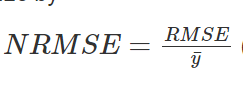 NRMSE = RMSE / ȳ (